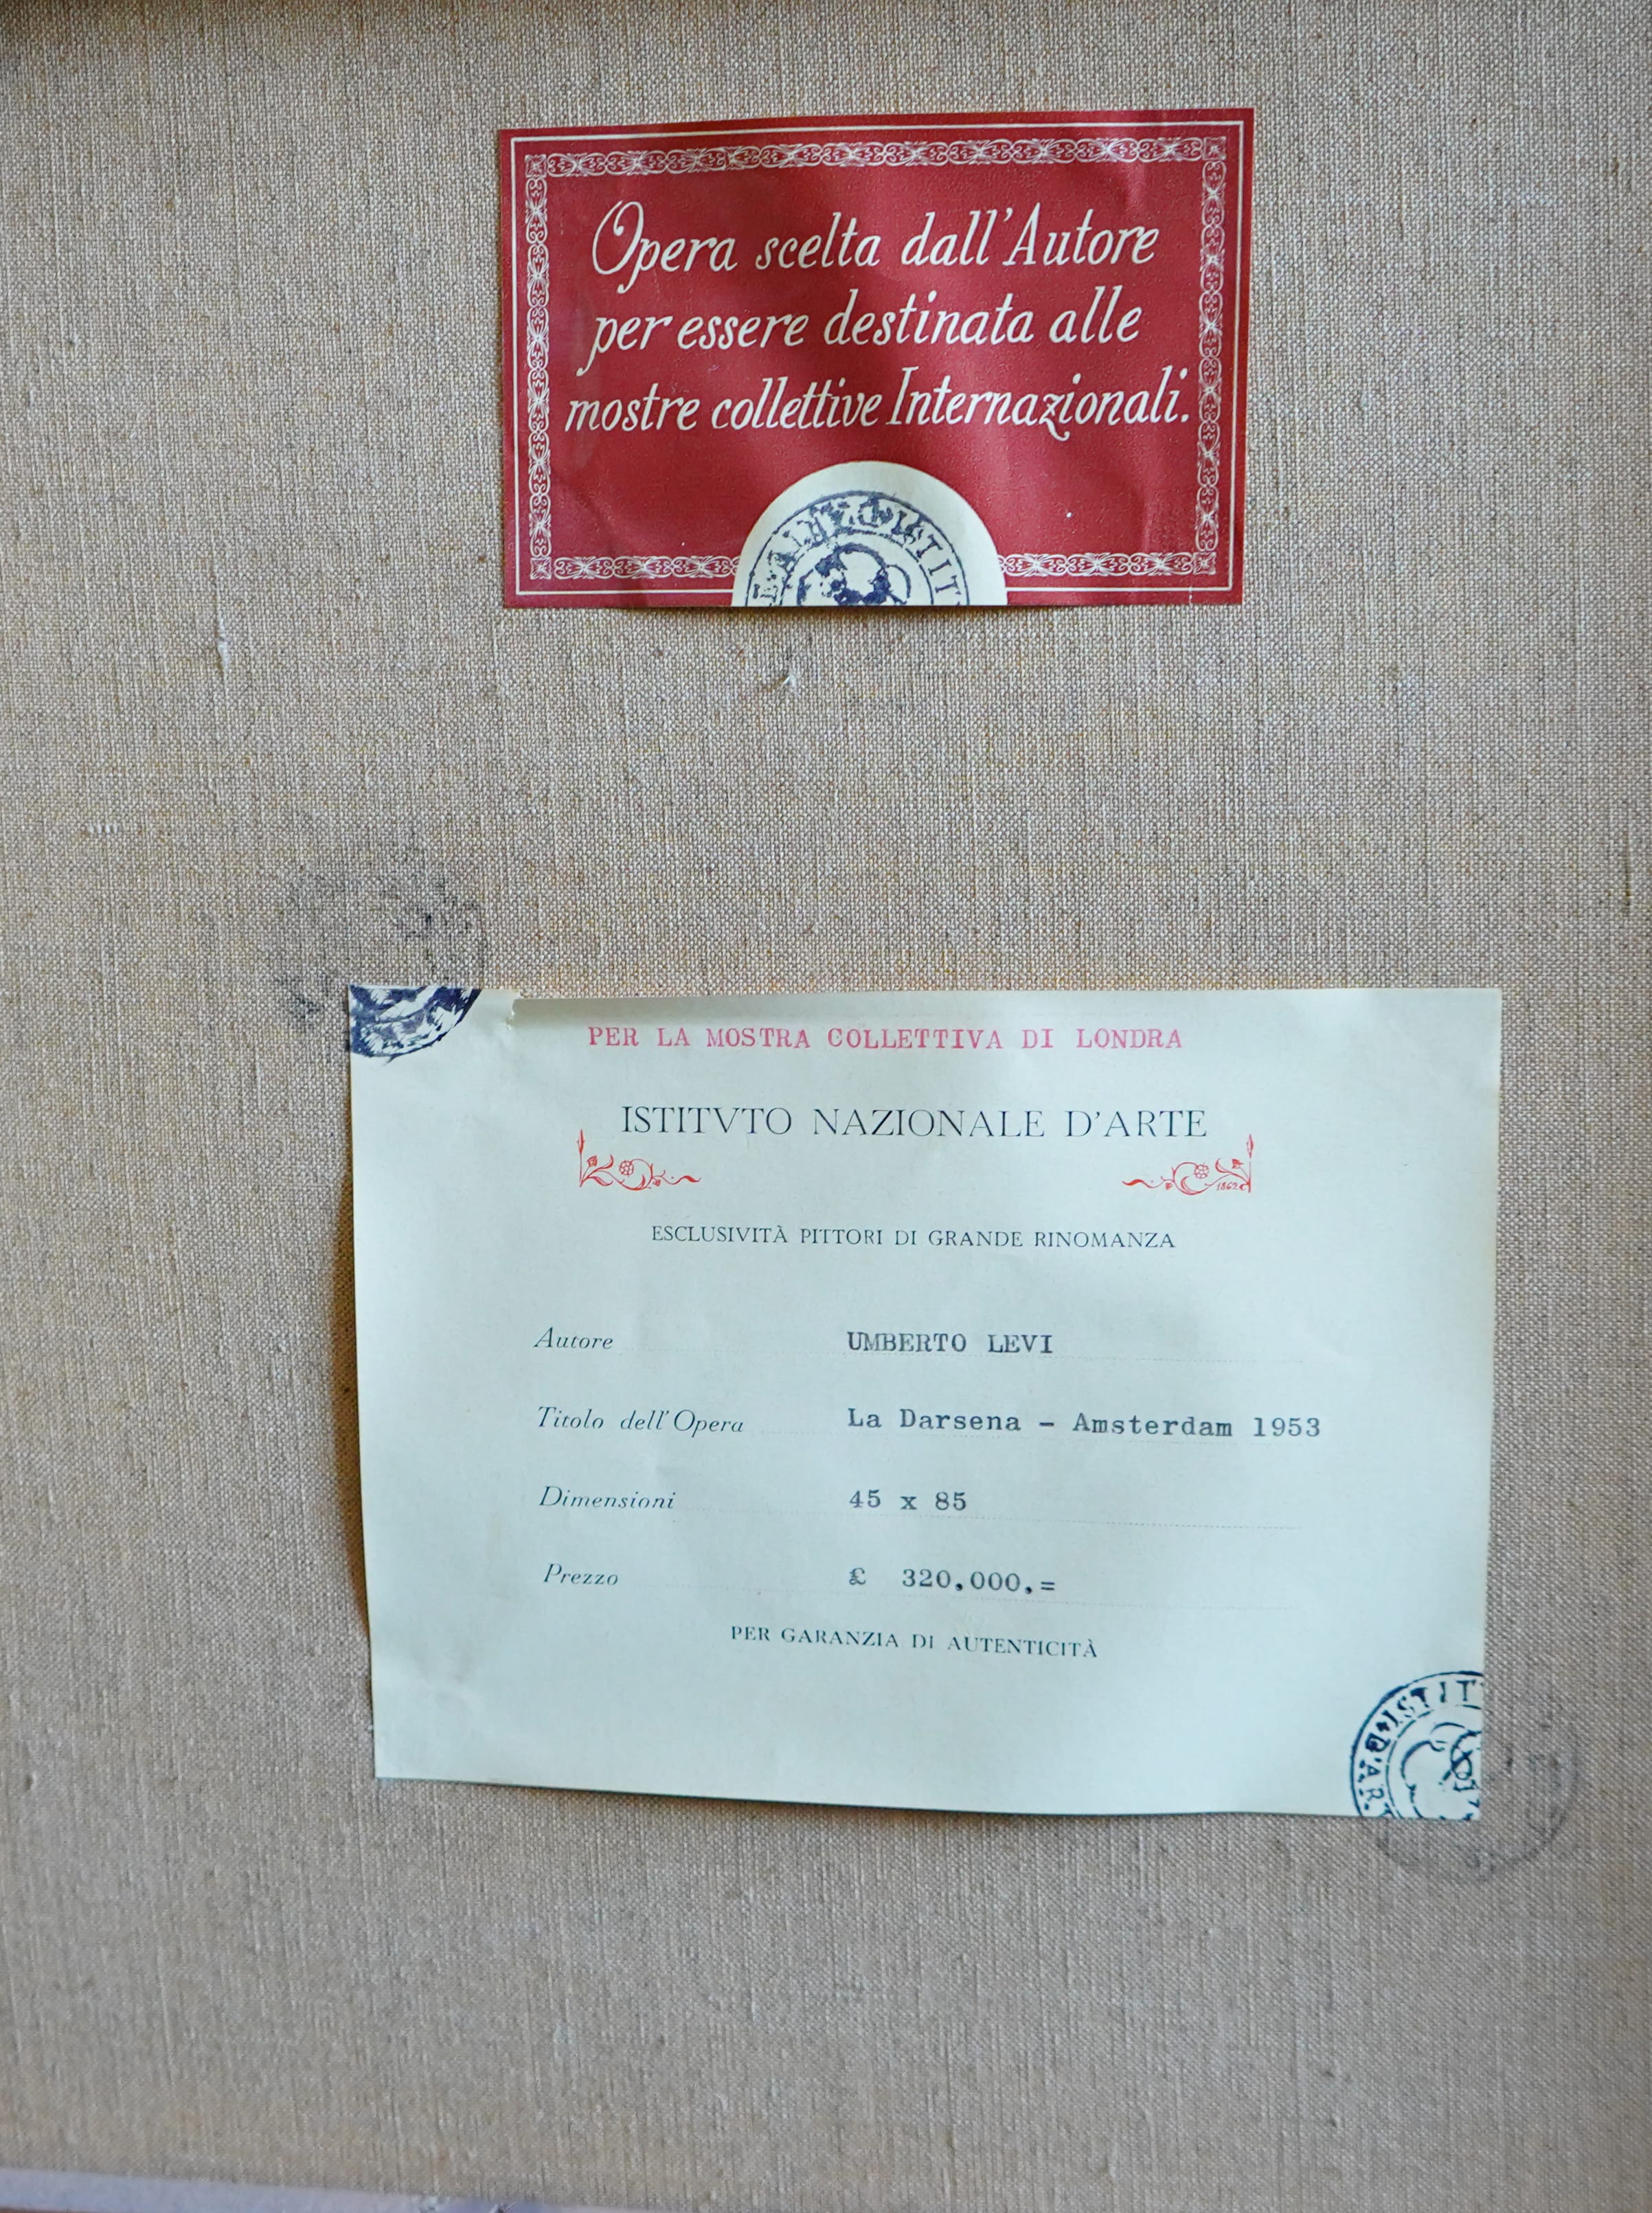 Opera scelta dall'Autore
per essere destinata alle
mostre collettive Internazionali.
PER LA MOSTRA COLLETTIVA DI LONDRA
ISTITVTO NAZIONALE D'ARTE
1862
ESCLUSIVITÀ PITTORI DI GRANDE RINOMANZA
Autore UMBERTO LEVI
Titolo dell'Opera La Darsena - Amsterdam 1953
Dimensioni 45 x 85
Prezzo £ 320.000.=
PER GARANZIA DI AUTENTICITÀ